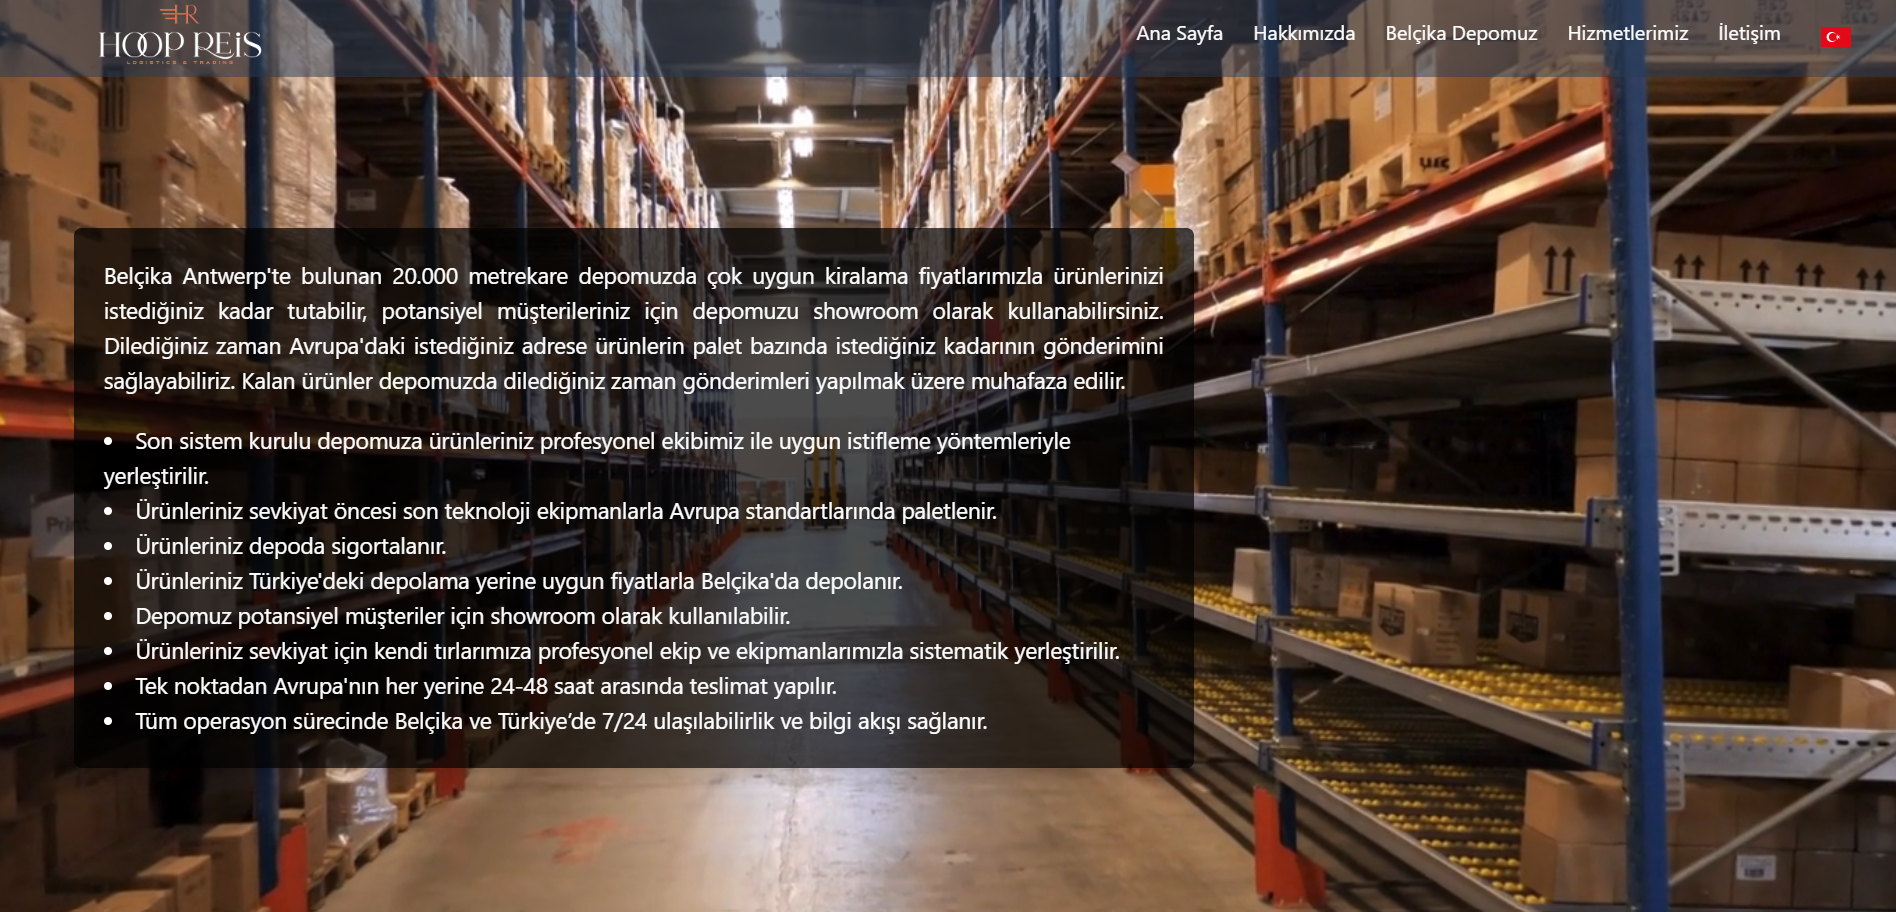 HR
HOOP REiS
LOGISTICS & TRADING
Ana Sayfa Hakkımızda Belçika Depomuz Hizmetlerimiz İletişim
Belçika Antwerp'te bulunan 20.000 metrekare depomuzda çok uygun kiralama fiyatlarımızla ürünlerinizi
istediğiniz kadar tutabilir, potansiyel müşterileriniz için depomuzu showroom olarak kullanabilirsiniz.
Dilediğiniz zaman Avrupa'daki istediğiniz adrese ürünlerin palet bazında istediğiniz kadarının gönderimini
sağlayabiliriz. Kalan ürünler depomuzda dilediğiniz zaman gönderimleri yapılmak üzere muhafaza edilir.
• Son sistem kurulu depomuza ürünleriniz profesyonel ekibimiz ile uygun istifleme yöntemleriyle
yerleştirilir.
• Ürünleriniz sevkiyat öncesi son teknoloji ekipmanlarla Avrupa standartlarında paletlenir.
• Ürünleriniz depoda sigortalanır.
• Ürünleriniz Türkiye'deki depolama yerine uygun fiyatlarla Belçika'da depolanır.
• Depomuz potansiyel müşteriler için showroom olarak kullanılabilir.
• Ürünleriniz sevkiyat için kendi tırlarımıza profesyonel ekip ve ekipmanlarımızla sistematik yerleştirilir.
• Tek noktadan Avrupa'nın her yerine 24-48 saat arasında teslimat yapılır.
• Tüm operasyon sürecinde Belçika ve Türkiye’de 7/24 ulaşılabilirlik ve bilgi akışı sağlanır.